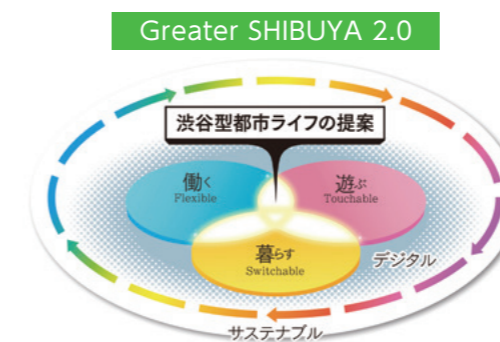 Greater SHIBUYA 2.0
渋谷型都市ライフの提案
働く
Flexible
遊ぶ
Touchable
暮らす
Switchable
デジタル
サステナブル